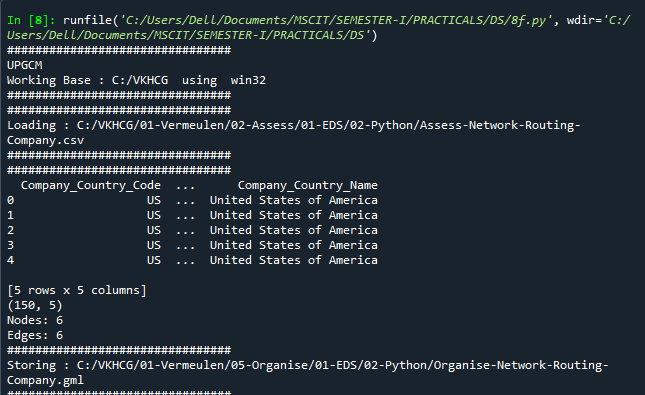 In [8]: runfile('C:/Users/Dell/Documents/MSCIT/SEMESTER-I/PRACTICALS/DS/8f.py', wdir='C:/
Users/Dell/Documents/MSCIT/SEMESTER-I/PRACTICALS/DS')
################################
UPGCM
Working Base : C:/VKHCG  using  win32
################################
################################
Loading : C:/VKHCG/01-Vermeulen/02-Assess/01-EDS/02-Python/Assess-Network-Routing-
Company.csv
################################
################################
  Company_Country_Code  ...      Company_Country_Name
0                   US  ...  United States of America
1                   US  ...  United States of America
2                   US  ...  United States of America
3                   US  ...  United States of America
4                   US  ...  United States of America
[5 rows x 5 columns]
(150, 5)
Nodes: 6
Edges: 6
################################
Storing : C:/VKHCG/01-Vermeulen/05-Organise/01-EDS/02-Python/Organise-Network-Routing-
Company.gml
################################